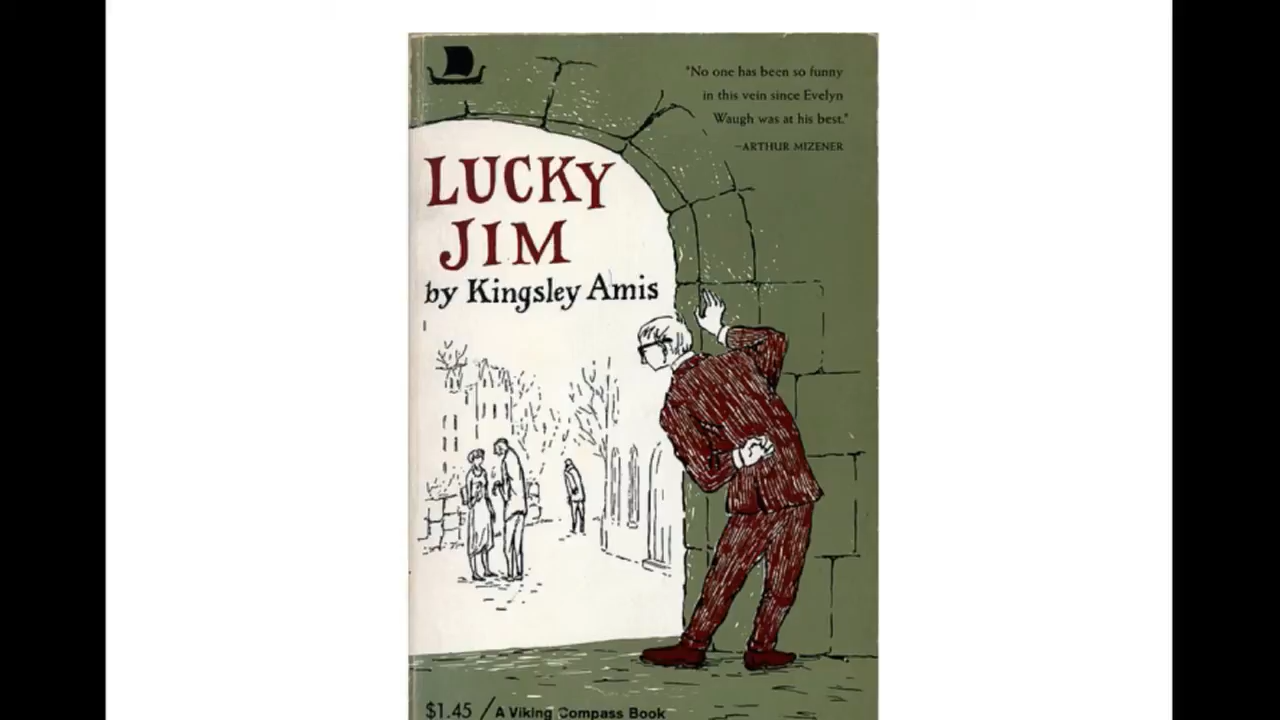 "No one has been so funny
in this vein since Evelyn
Waugh was at his best."
—ARTHUR MIZENER
LUCKY
JIM
by Kingsley Amis
$1.45 / A Viking Compass Book